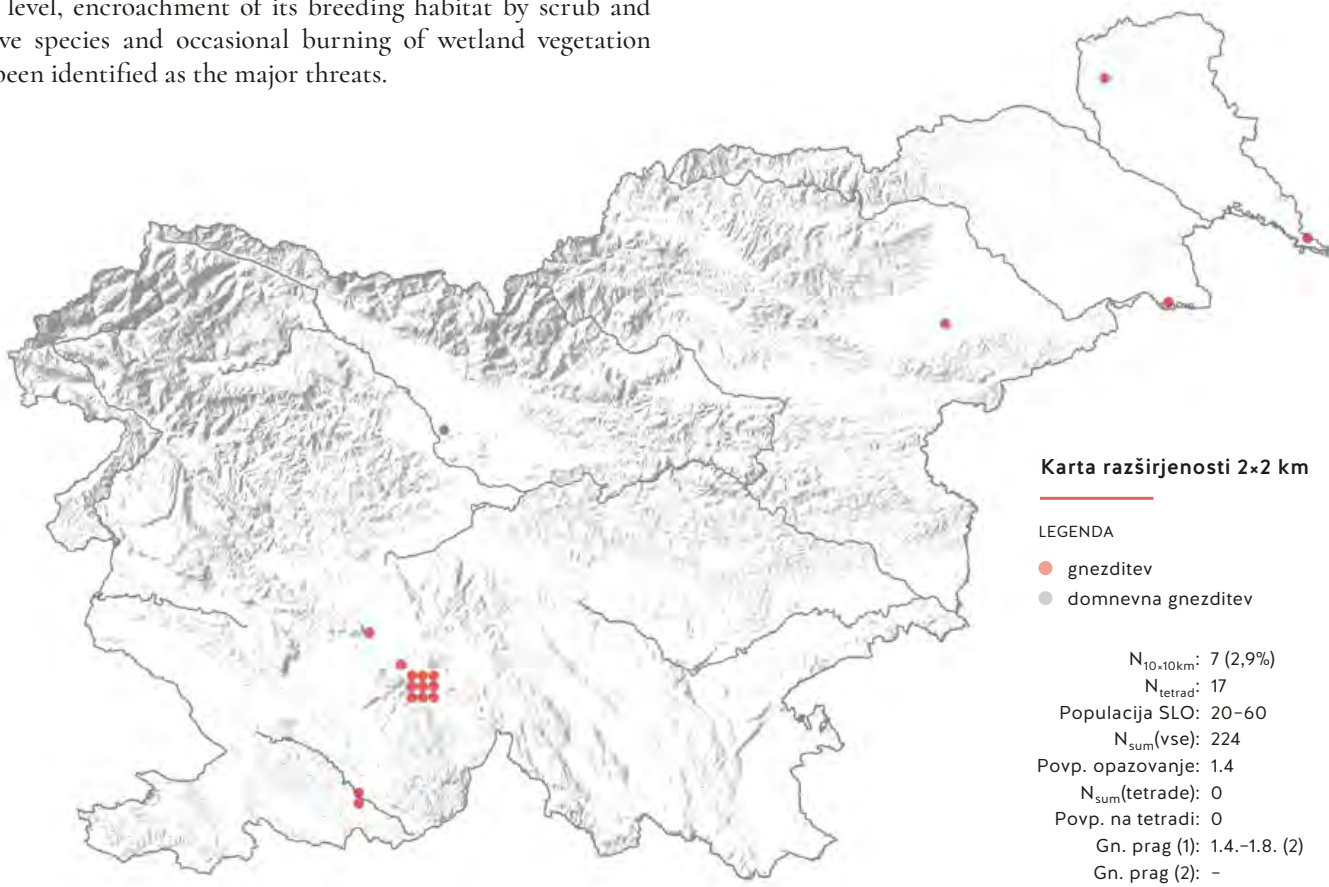 level, encroachment of its breeding habitat by scrub and
ve species and occasional burning of wetland vegetation
been identified as the major threats.
Karta razširjenosti 2×2 km
LEGENDA
gnezditev
domnevna gnezditev
N10×10km: 7 (2,9%)
Ntetrad: 17
Populacija SLO: 20–60
Nsum(vse): 224
Povp. opazovanje: 1.4
Nsum(tetrade): 0
Povp. na tetradi: 0
Gn. prag (1): 1.4.–1.8. (2)
Gn. prag (2): –